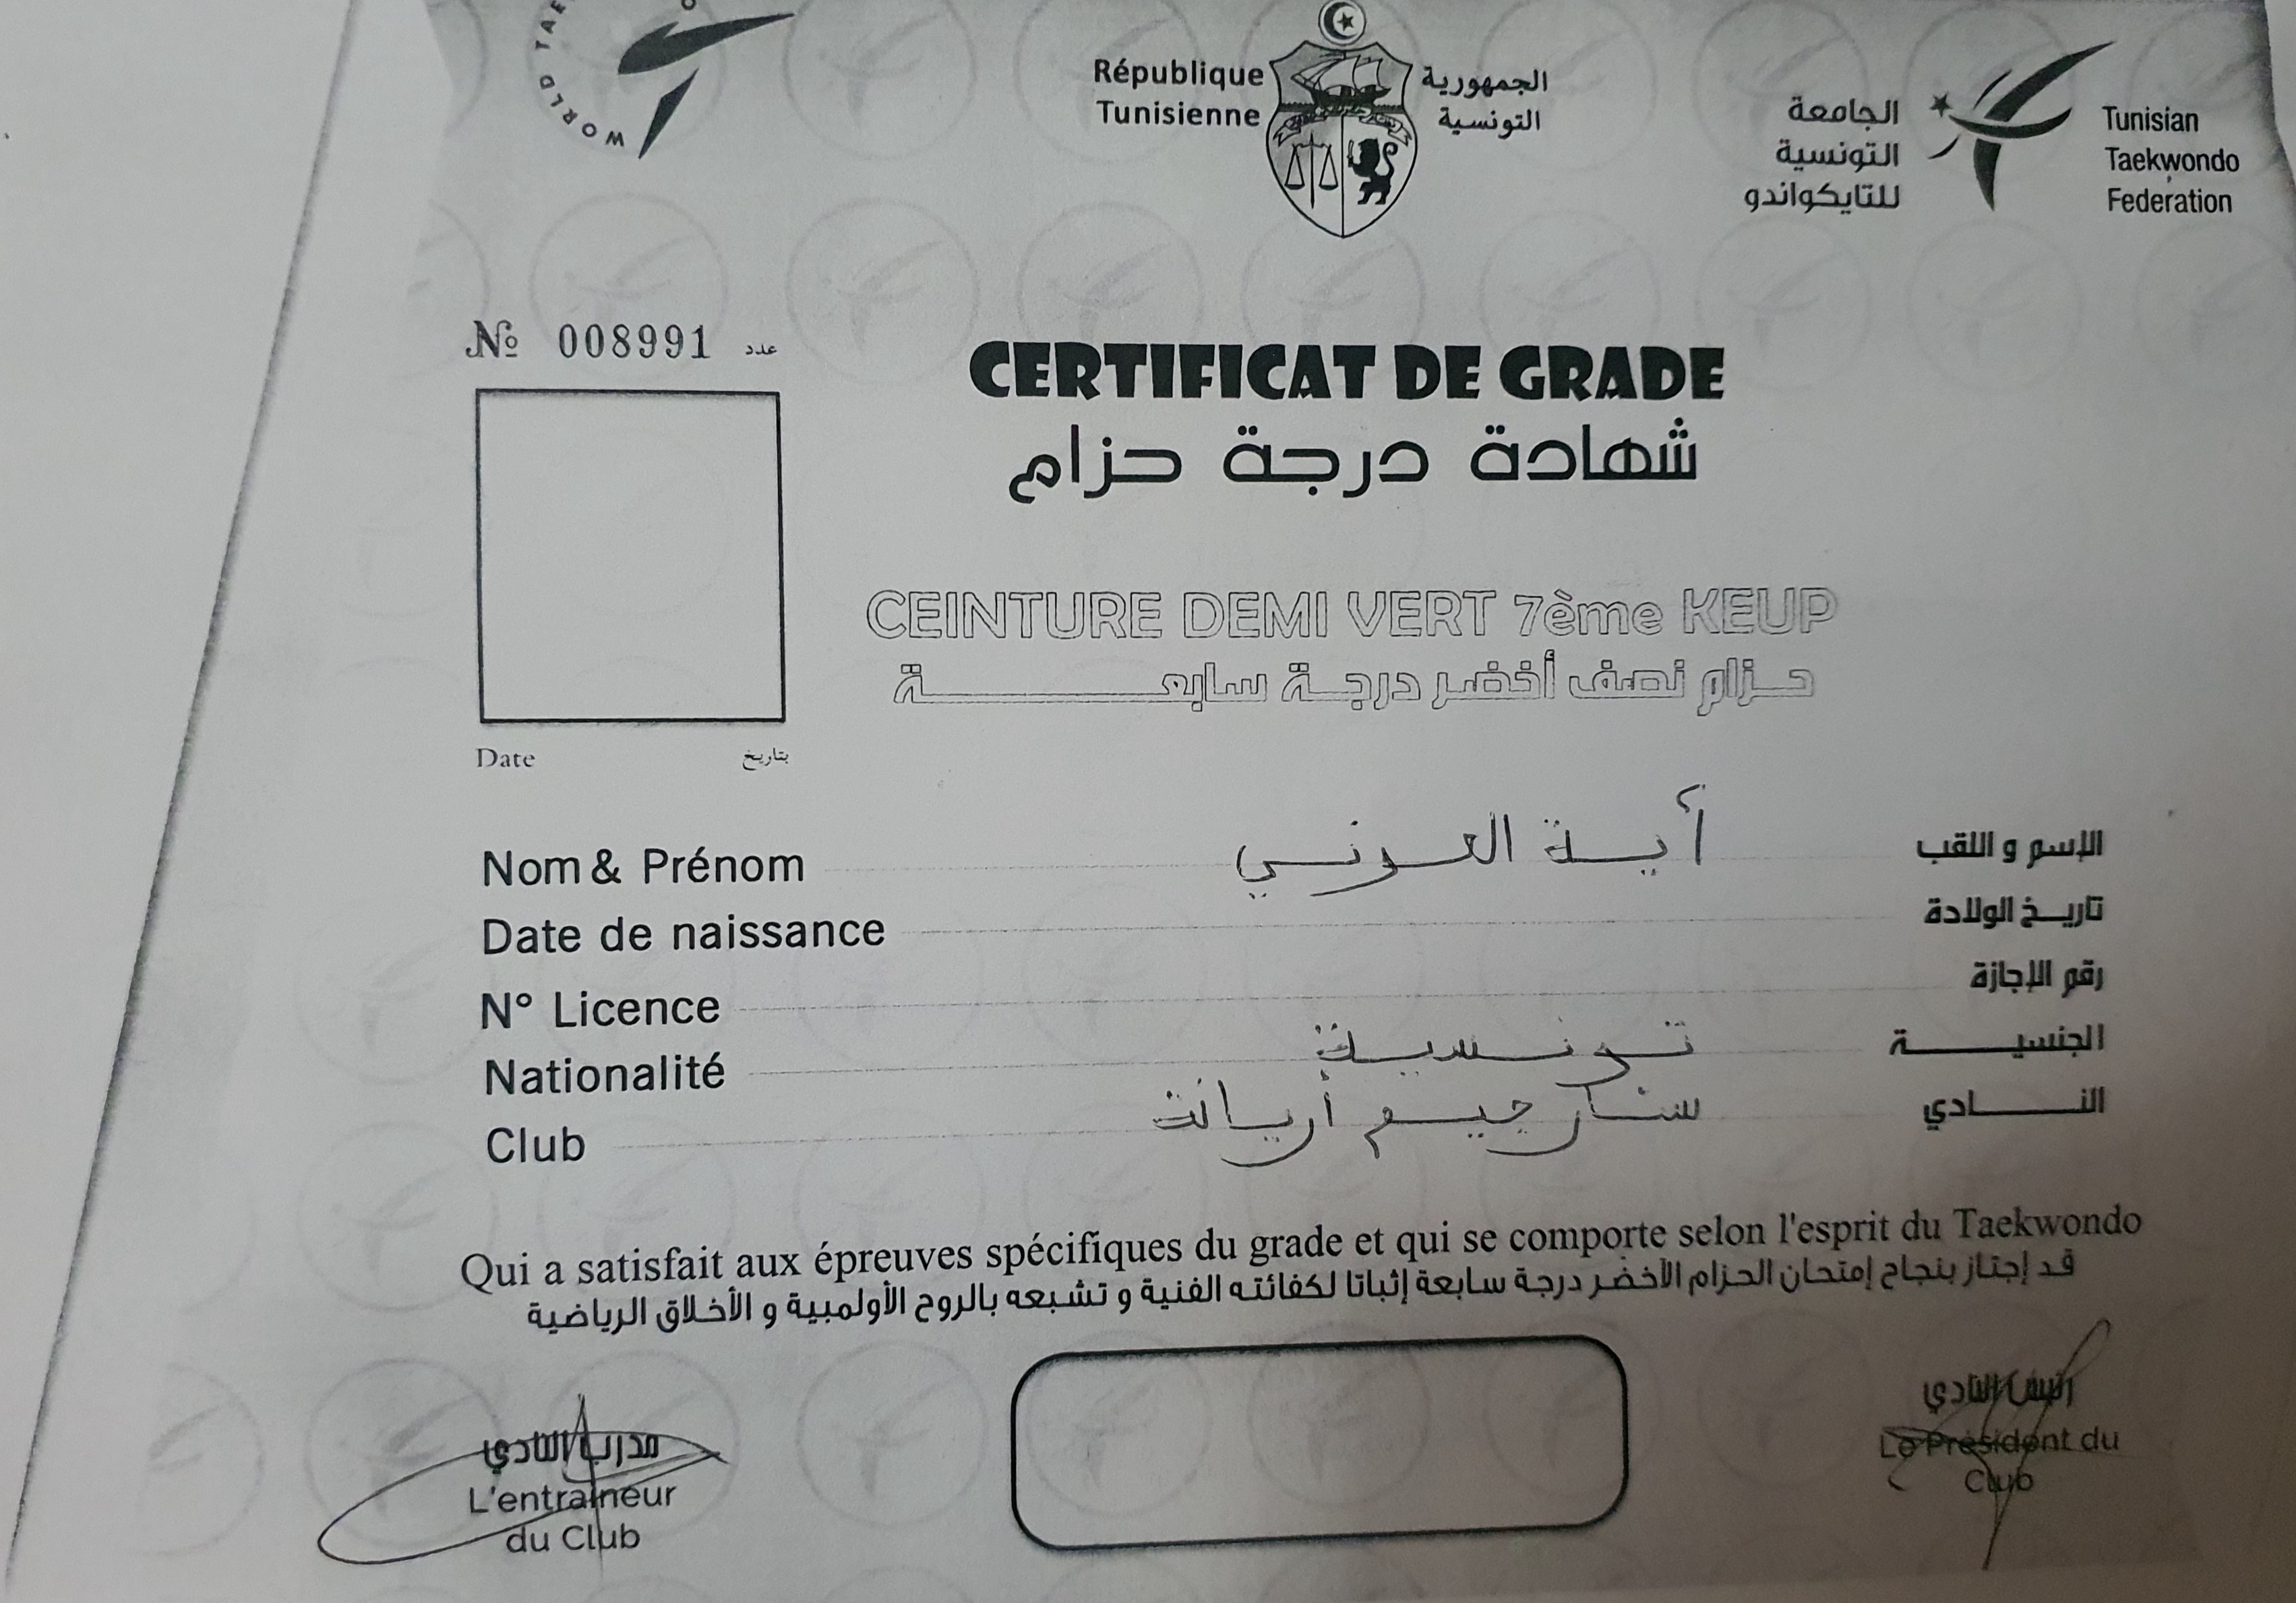 WORLD TAE
République
Tunisienne
الجمهورية
التونسية
الجامعة
التونسية
للتايكواندو
Tunisian
Taekwondo
Federation
№ 008991 عدد
CERTIFICAT DE GRADE
شهادة درجة حزام
CEINTURE DEMI VERT 7ème KEUP
حزام نصف أخضر درجة سابعة
Date بتاريخ
Nom & Prénom أية العوني الإسم و اللقب
Date de naissance تاريخ الولادة
N° Licence رقم الإجازة
Nationalité تونسية الجنسية
Club ستار جيم أريانة النادي
Qui a satisfait aux épreuves spécifiques du grade et qui se comporte selon l'esprit du Taekwondo
قد إجتاز بنجاح إمتحان الحزام الأخضر درجة سابعة إثباتا لكفائته الفنية و تشبعه بالروح الأولمبية و الأخلاق الرياضية
مدرب النادي
L'entraîneur
du Club
رئيس النادي
Le Président du
Club